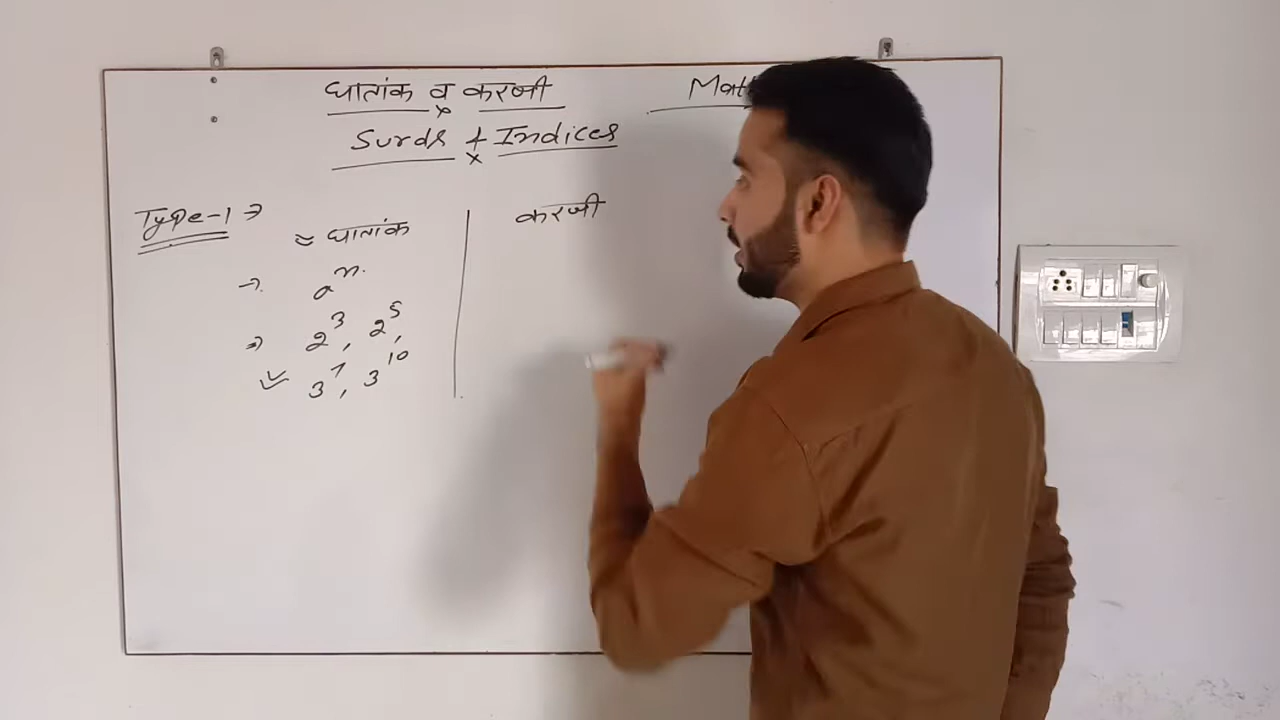 घातांक व करणी
Math
Surds & Indices
Type-1 →
= घातांक
करणी
→ aⁿ.
→ 2³, 2⁵,
3⁷, 3¹⁰